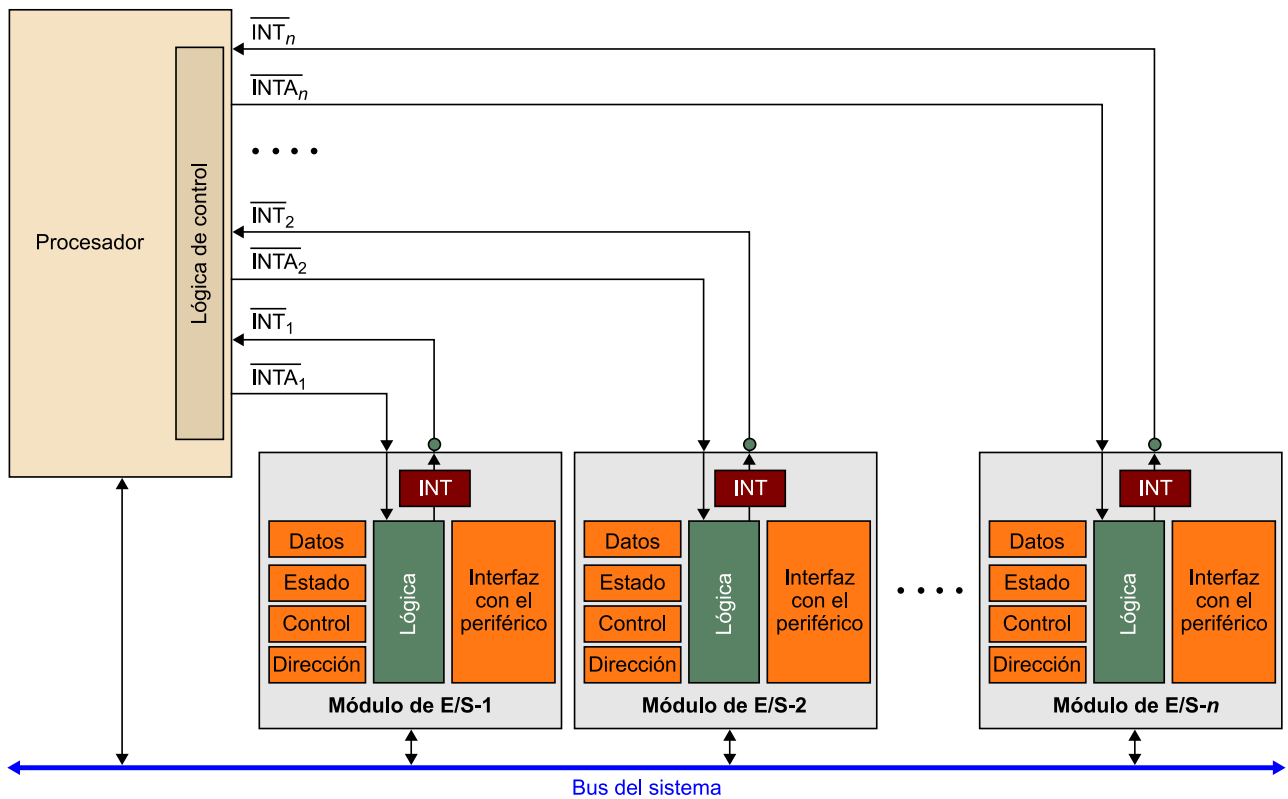 INTₙ
INTAₙ
Procesador
Lógica de control
INT₂
INTA₂
INT₁
INTA₁
INT
Datos
Estado
Control
Dirección
Lógica
Interfaz
con el
periférico
Módulo de E/S-1
INT
Datos
Estado
Control
Dirección
Lógica
Interfaz
con el
periférico
Módulo de E/S-2
INT
Datos
Estado
Control
Dirección
Lógica
Interfaz
con el
periférico
Módulo de E/S-n
Bus del sistema